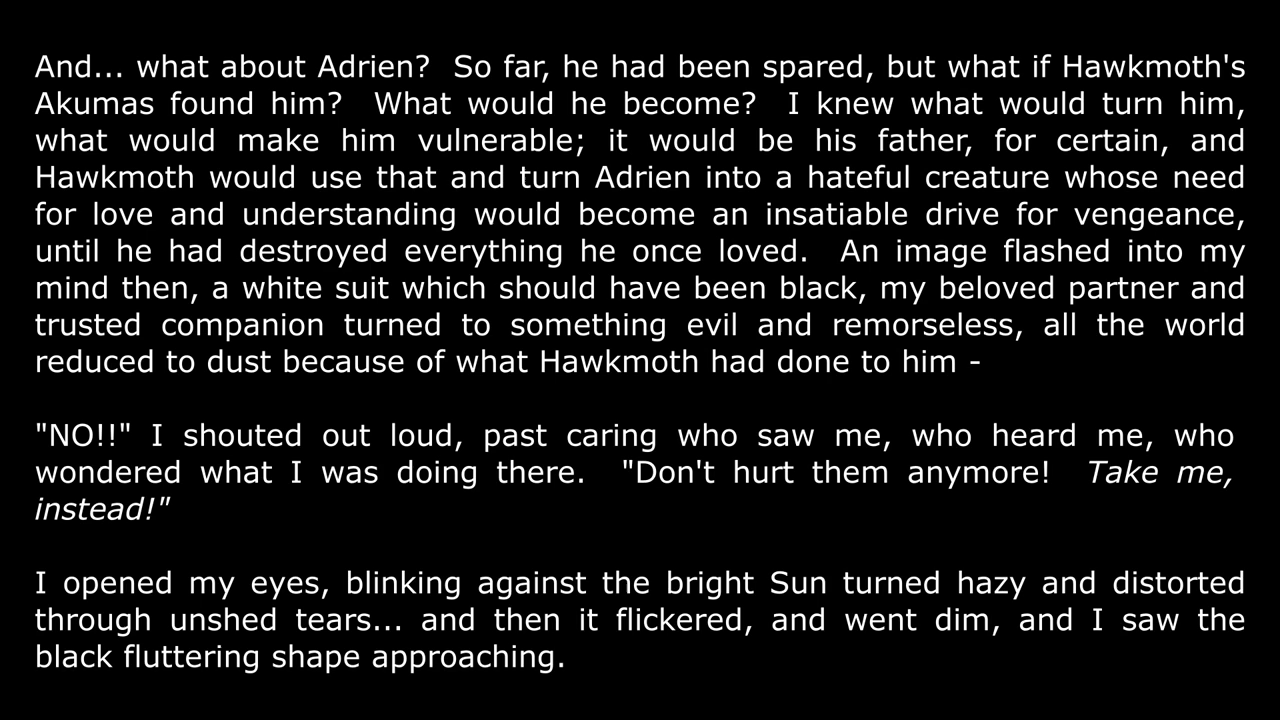 And... what about Adrien?  So far, he had been spared, but what if Hawkmoth's
Akumas found him?  What would he become?  I knew what would turn him,
what would make him vulnerable; it would be his father, for certain, and
Hawkmoth would use that and turn Adrien into a hateful creature whose need
for love and understanding would become an insatiable drive for vengeance,
until he had destroyed everything he once loved.  An image flashed into my
mind then, a white suit which should have been black, my beloved partner and
trusted companion turned to something evil and remorseless, all the world
reduced to dust because of what Hawkmoth had done to him -
"NO!!" I shouted out loud, past caring who saw me, who heard me, who
wondered what I was doing there.  "Don't hurt them anymore!  Take me,
instead!"
I opened my eyes, blinking against the bright Sun turned hazy and distorted
through unshed tears... and then it flickered, and went dim, and I saw the
black fluttering shape approaching.